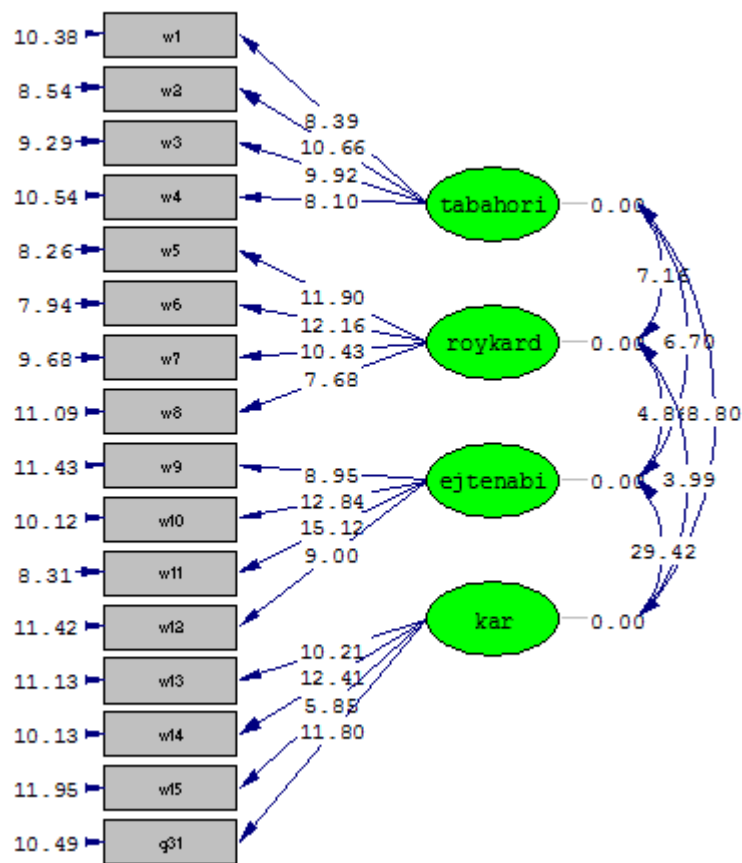 10.38 w1
8.54 w2
8.39
9.29 w3
10.66
9.92
10.54 w4
8.10
tabahori 0.00
8.26 w5
7.16
7.94 w6
11.90
12.16
roykard 0.00 6.70
9.68 w7
10.43
7.68
11.09 w8
8.80
11.43 w9
8.95
ejtenabi 0.00 3.99
10.12 w10
12.84
15.12
9.00
29.42
8.31 w11
11.42 w12
kar 0.00
11.13 w13
10.21
12.41
5.85
11.80
10.13 w14
11.95 w15
10.49 q31